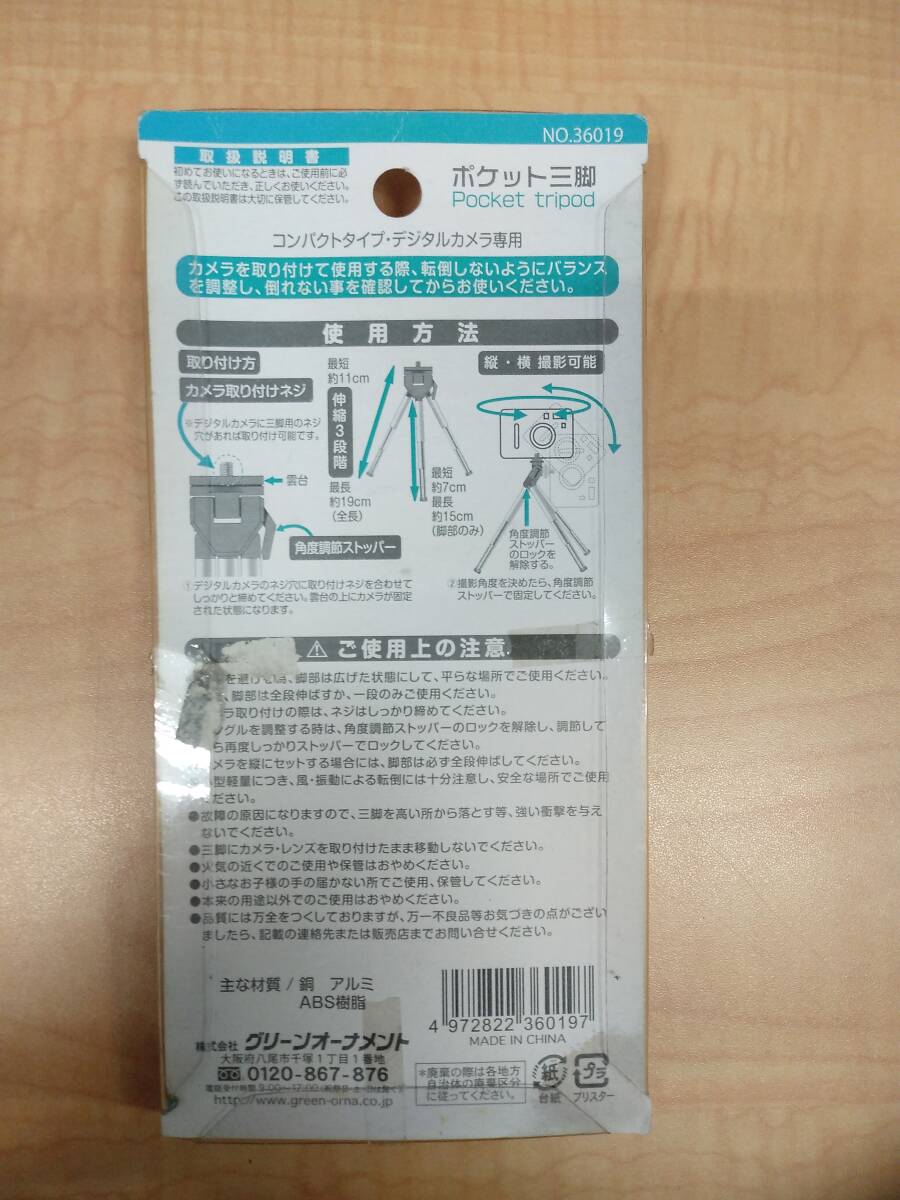 NO.36019
取扱説明書
初めてお使いになるときは、ご使用前に必
ず読んでいただき、正しくお使いください。
この取扱説明書は大切に保管してください。
ポケット三脚
Pocket tripod
コンパクトタイプ・デジタルカメラ専用
カメラを取り付けて使用する際、転倒しないようにバランス
を調整し、倒れない事を確認してからお使いください。
使用方法
取り付け方
カメラ取り付けネジ
※デジタルカメラに三脚用のネジ
穴があれば取り付け可能です。
雲台
角度調節ストッパー
①デジタルカメラのネジ穴に取り付けネジを合わせて
しっかりと締めてください。雲台の上にカメラが固定
された状態になります。
最短
約11cm
伸縮3段階
最長
約19cm
(全長)
最短
約7cm
最長
約15cm
(脚部のみ)
縦・横 撮影可能
角度調節
ストッパー
のロックを
解除する。
②撮影角度を決めたら、角度調節
ストッパーで固定してください。
⚠ご使用上の注意
を避ける為、脚部は広げた状態にして、平らな場所でご使用ください。
、脚部は全段伸ばすか、一段のみご使用ください。
ラ取り付けの際は、ネジはしっかり締めてください。
ングルを調整する時は、角度調節ストッパーのロックを解除し、調節して
ら再度しっかりストッパーでロックしてください。
メラを縦にセットする場合には、脚部は必ず全段伸ばしてください。
型軽量につき、風・振動による転倒には十分注意し、安全な場所でご使用
ください。
●故障の原因になりますので、三脚を高い所から落とす等、強い衝撃を与え
ないでください。
●三脚にカメラ・レンズを取り付けたまま移動しないでください。
●火気の近くでのご使用や保管はおやめください。
●小さなお子様の手の届かない所でご使用、保管してください。
●本来の用途以外でのご使用はおやめください。
●品質には万全をつくしておりますが、万一不良品等お気づきの点がござい
ましたら、記載の連絡先または販売店までお問い合せください。
主な材質/銅 アルミ
ABS樹脂
4 972822 360197
MADE IN CHINA
株式会社 グリーンオーナメント
大阪府八尾市千塚1丁目1番地
0120-867-876
電話受付時間 9:00〜17:00
http://www.green-orna.co.jp
*廃棄の際は各地方
自治体の廃棄区分
に従ってください。
紙
台紙
プラ
ブリスター